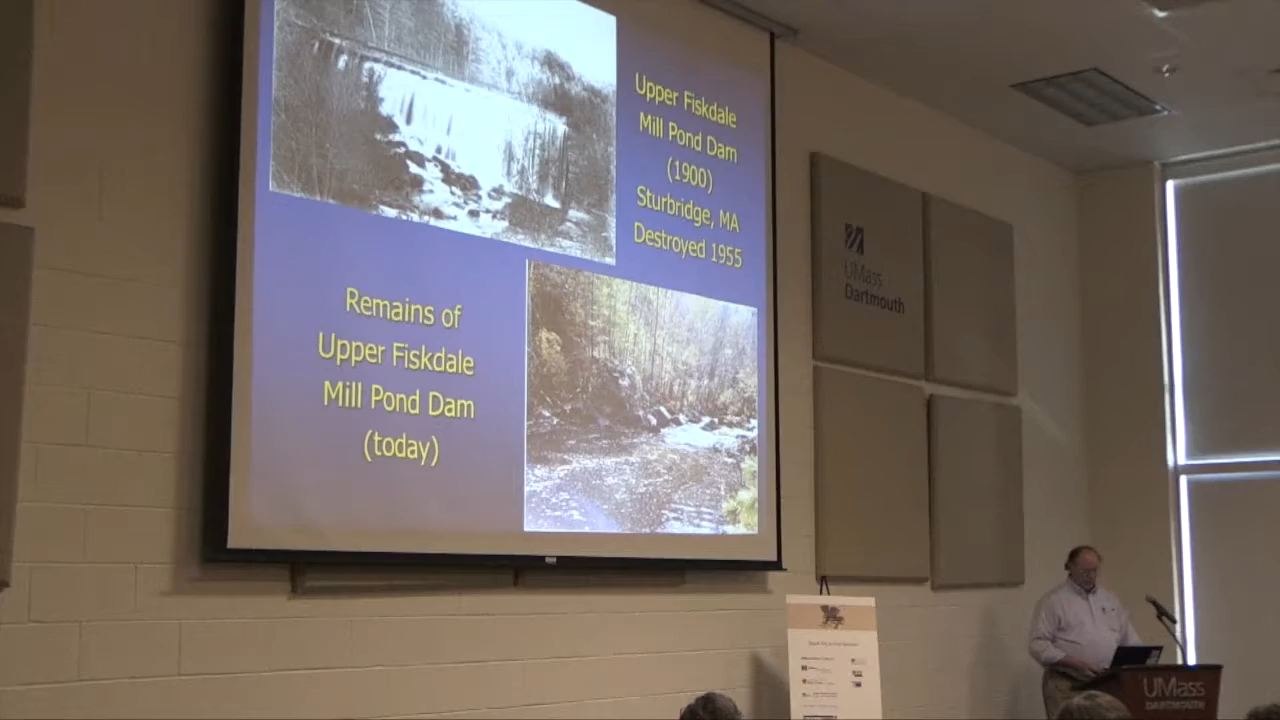 Upper Fiskdale
Mill Pond Dam
(1900)
Sturbridge, MA
Destroyed 1955
Remains of
Upper Fiskdale
Mill Pond Dam
(today)
UMass
Dartmouth
UMass
DARTMOUTH